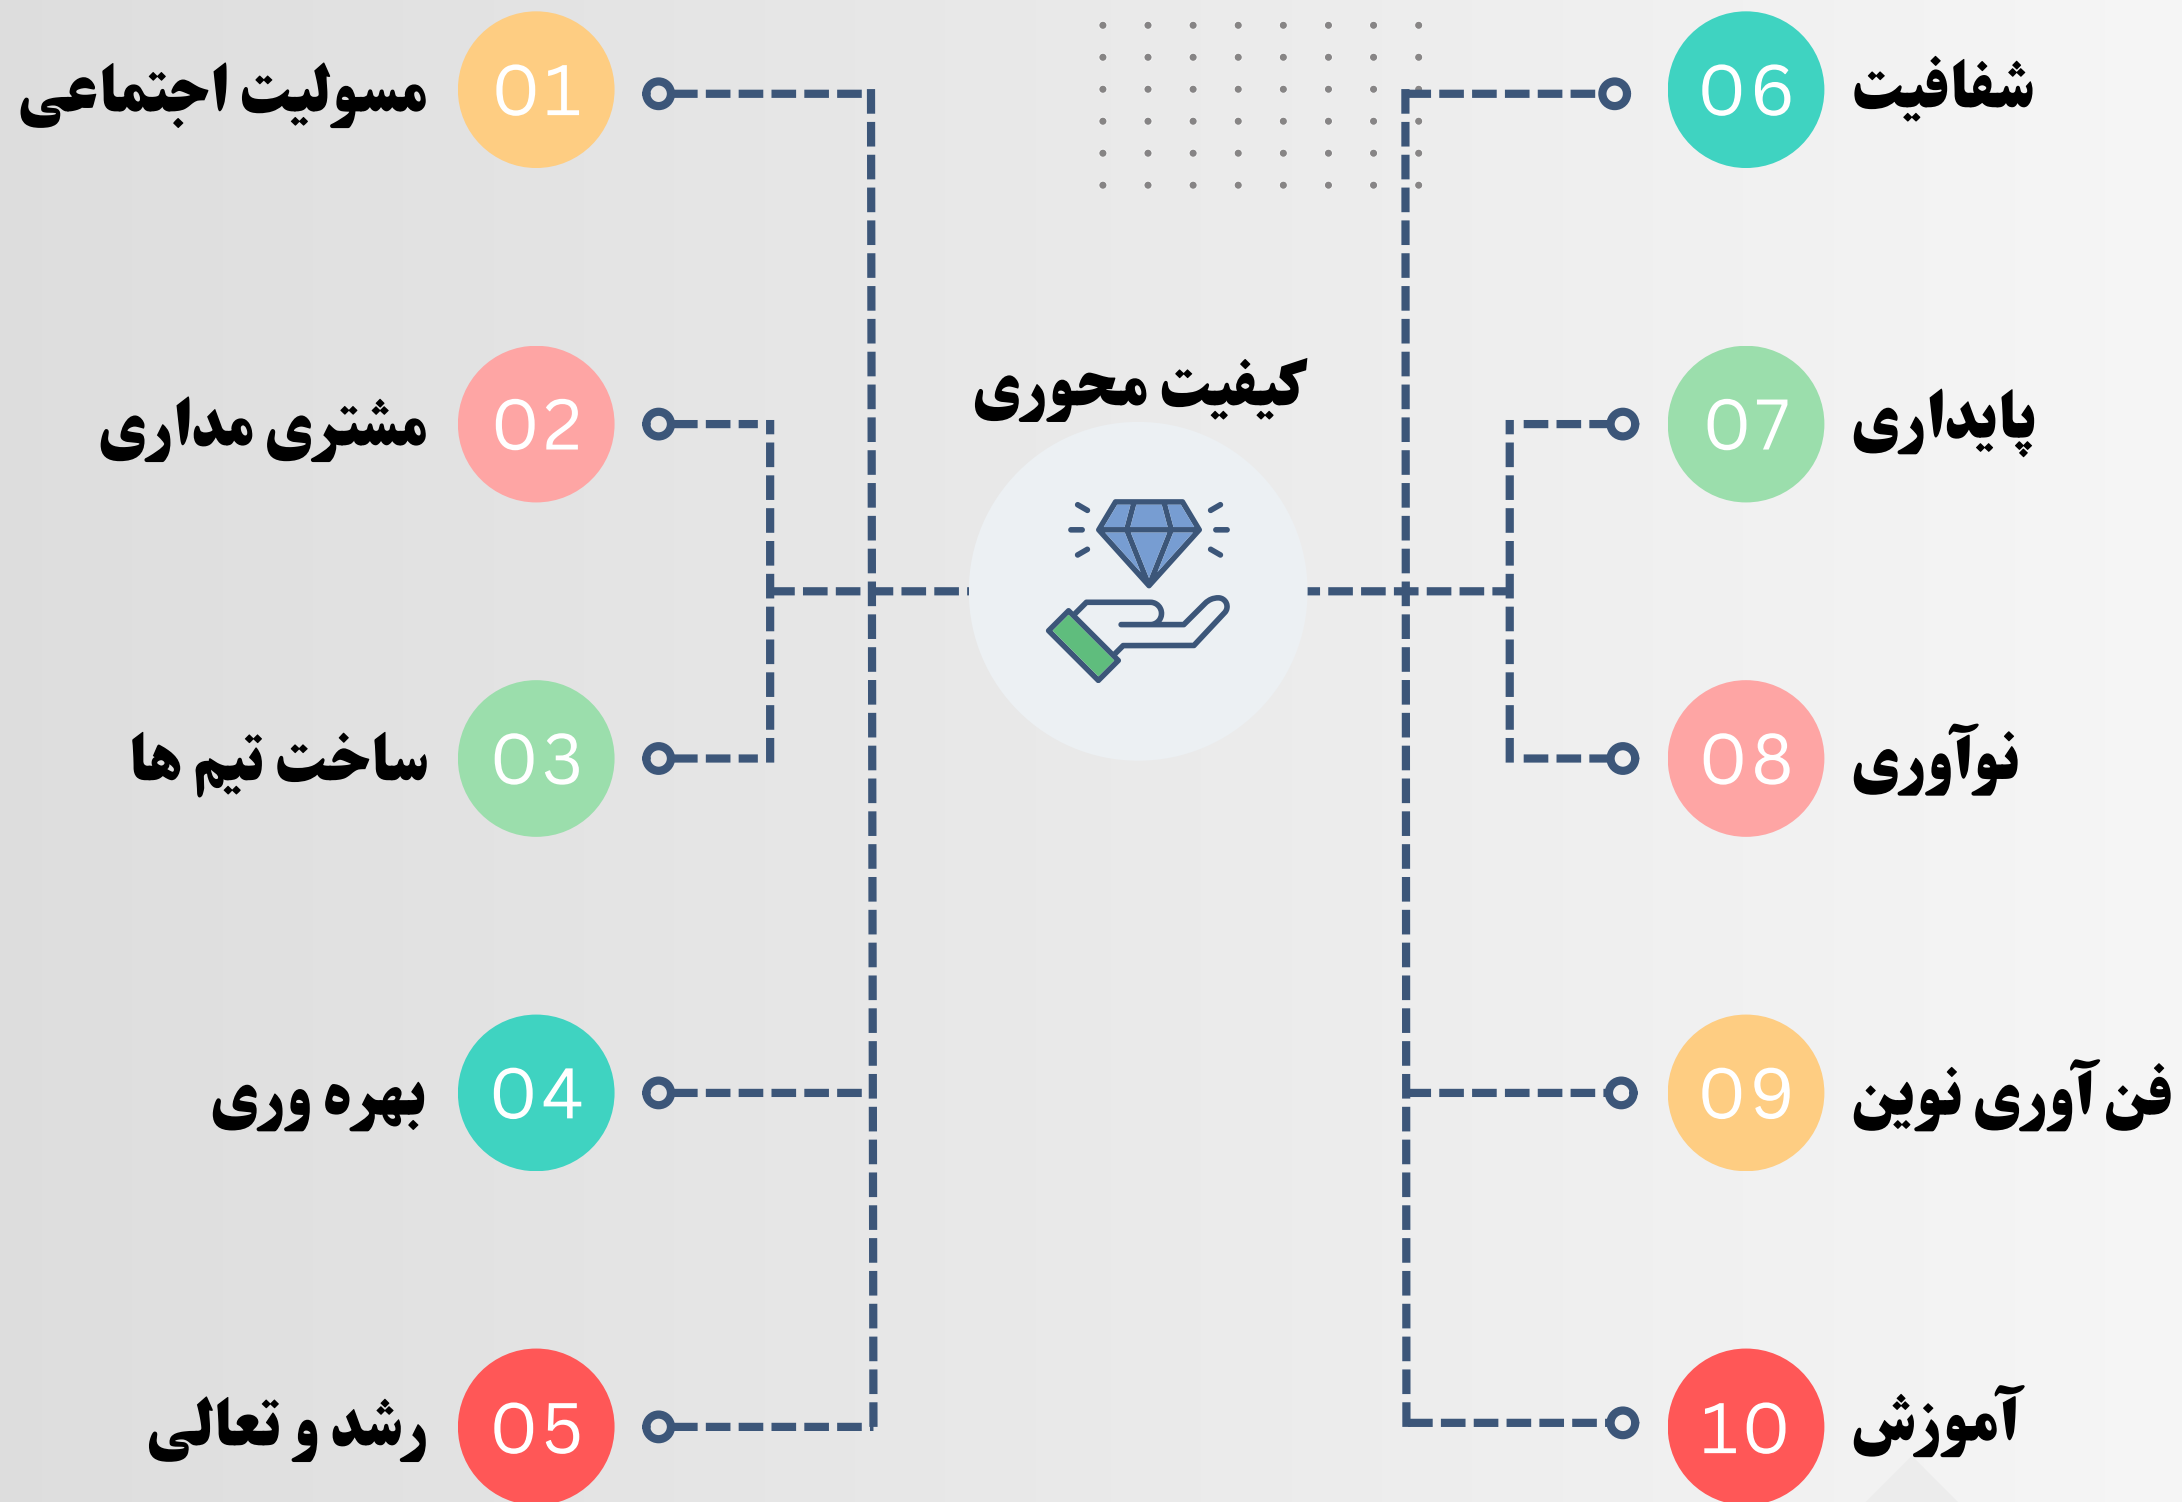 مسولیت اجتماعی
01
مشتری مداری
02
ساخت تیم ها
03
بهره وری
04
رشد و تعالی
05
کیفیت محوری
06
شفافیت
07
پایداری
08
نوآوری
09
فن آوری نوین
10
آموزش